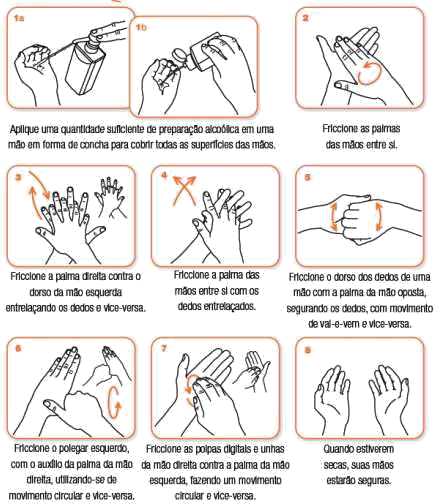 1a
1b
Aplique uma quantidade suficiente de preparação alcoólica em uma
mão em forma de concha para cobrir todas as superfícies das mãos.
2
Friccione as palmas
das mãos entre si.
3
Friccione a palma direita contra o
dorso da mão esquerda
entrelaçando os dedos e vice-versa.
4
Friccione a palma das
mãos entre si com os
dedos entrelaçados.
5
Friccione o dorso dos dedos de uma
mão com a palma da mão oposta,
segurando os dedos, com movimento
de vai-e-vem e vice-versa.
6
Friccione o polegar esquerdo,
com o auxílio da palma da mão
direita, utilizando-se de
movimento circular e vice-versa.
7
Friccione as polpas digitais e unhas
da mão direita contra a palma da mão
esquerda, fazendo um movimento
circular e vice-versa.
8
Quando estiverem
secas, suas mãos
estarão seguras.